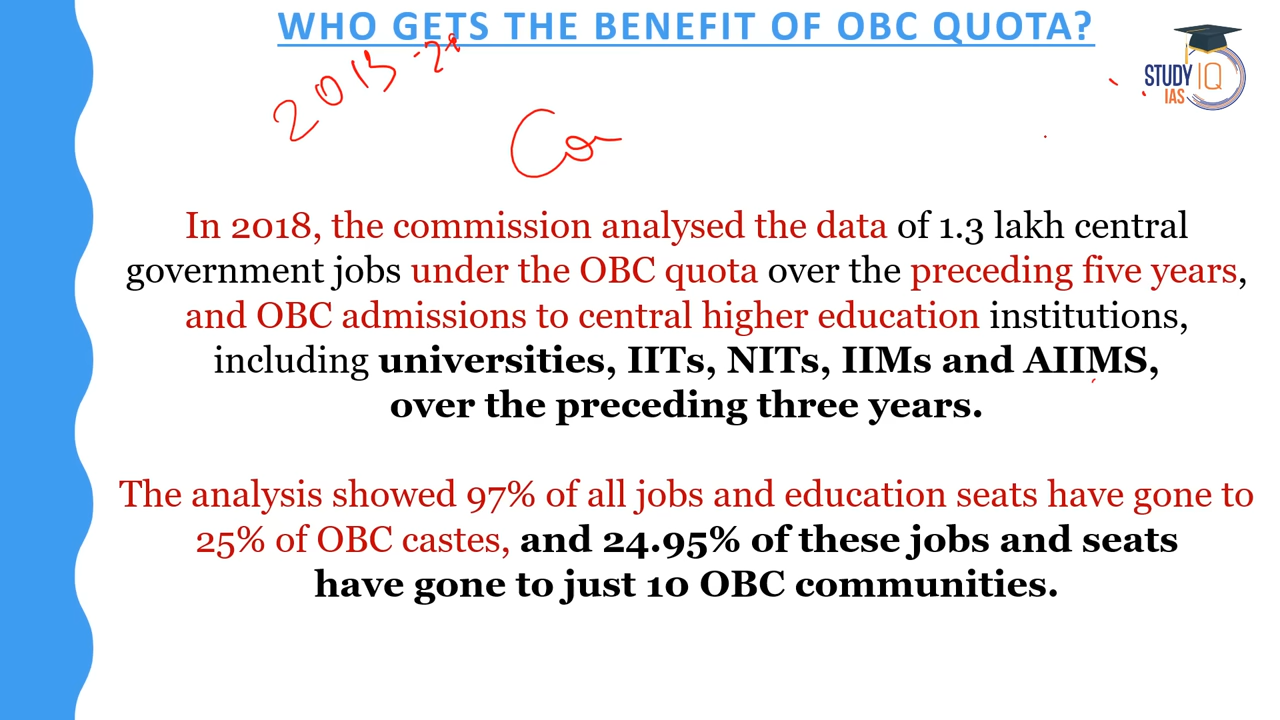 WHO GETS THE BENEFIT OF OBC QUOTA?
STUDY IQ
IAS
In 2018, the commission analysed the data of 1.3 lakh central
government jobs under the OBC quota over the preceding five years,
and OBC admissions to central higher education institutions,
including universities, IITs, NITs, IIMs and AIIMS,
over the preceding three years.
The analysis showed 97% of all jobs and education seats have gone to
25% of OBC castes, and 24.95% of these jobs and seats
have gone to just 10 OBC communities.